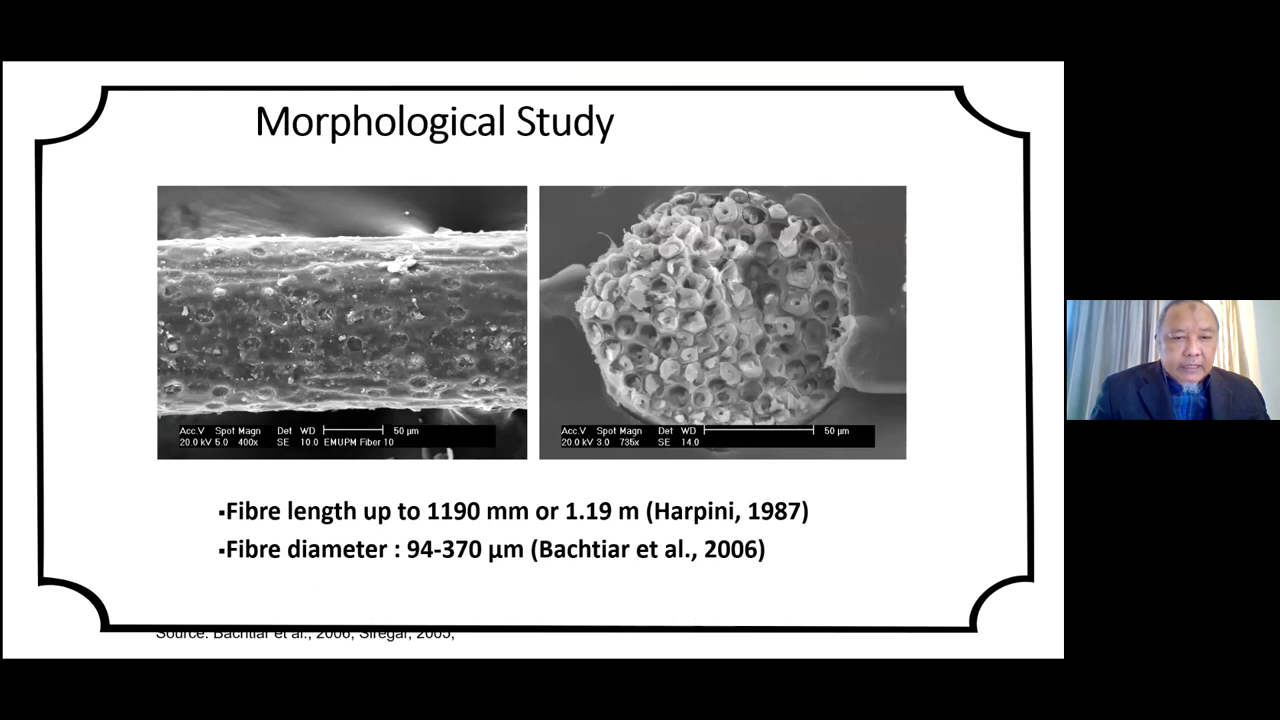 Morphological Study
Acc.V Spot Magn Det WD 50 µm
20.0 kV 5.0 400x SE 10.0 EMUPM Fiber 10
Acc.V Spot Magn Det WD 50 µm
20.0 kV 3.0 735x SE 14.0
▪Fibre length up to 1190 mm or 1.19 m (Harpini, 1987)
▪Fibre diameter : 94-370 µm (Bachtiar et al., 2006)
Source: Bachtiar et al., 2006; Siregar, 2005;